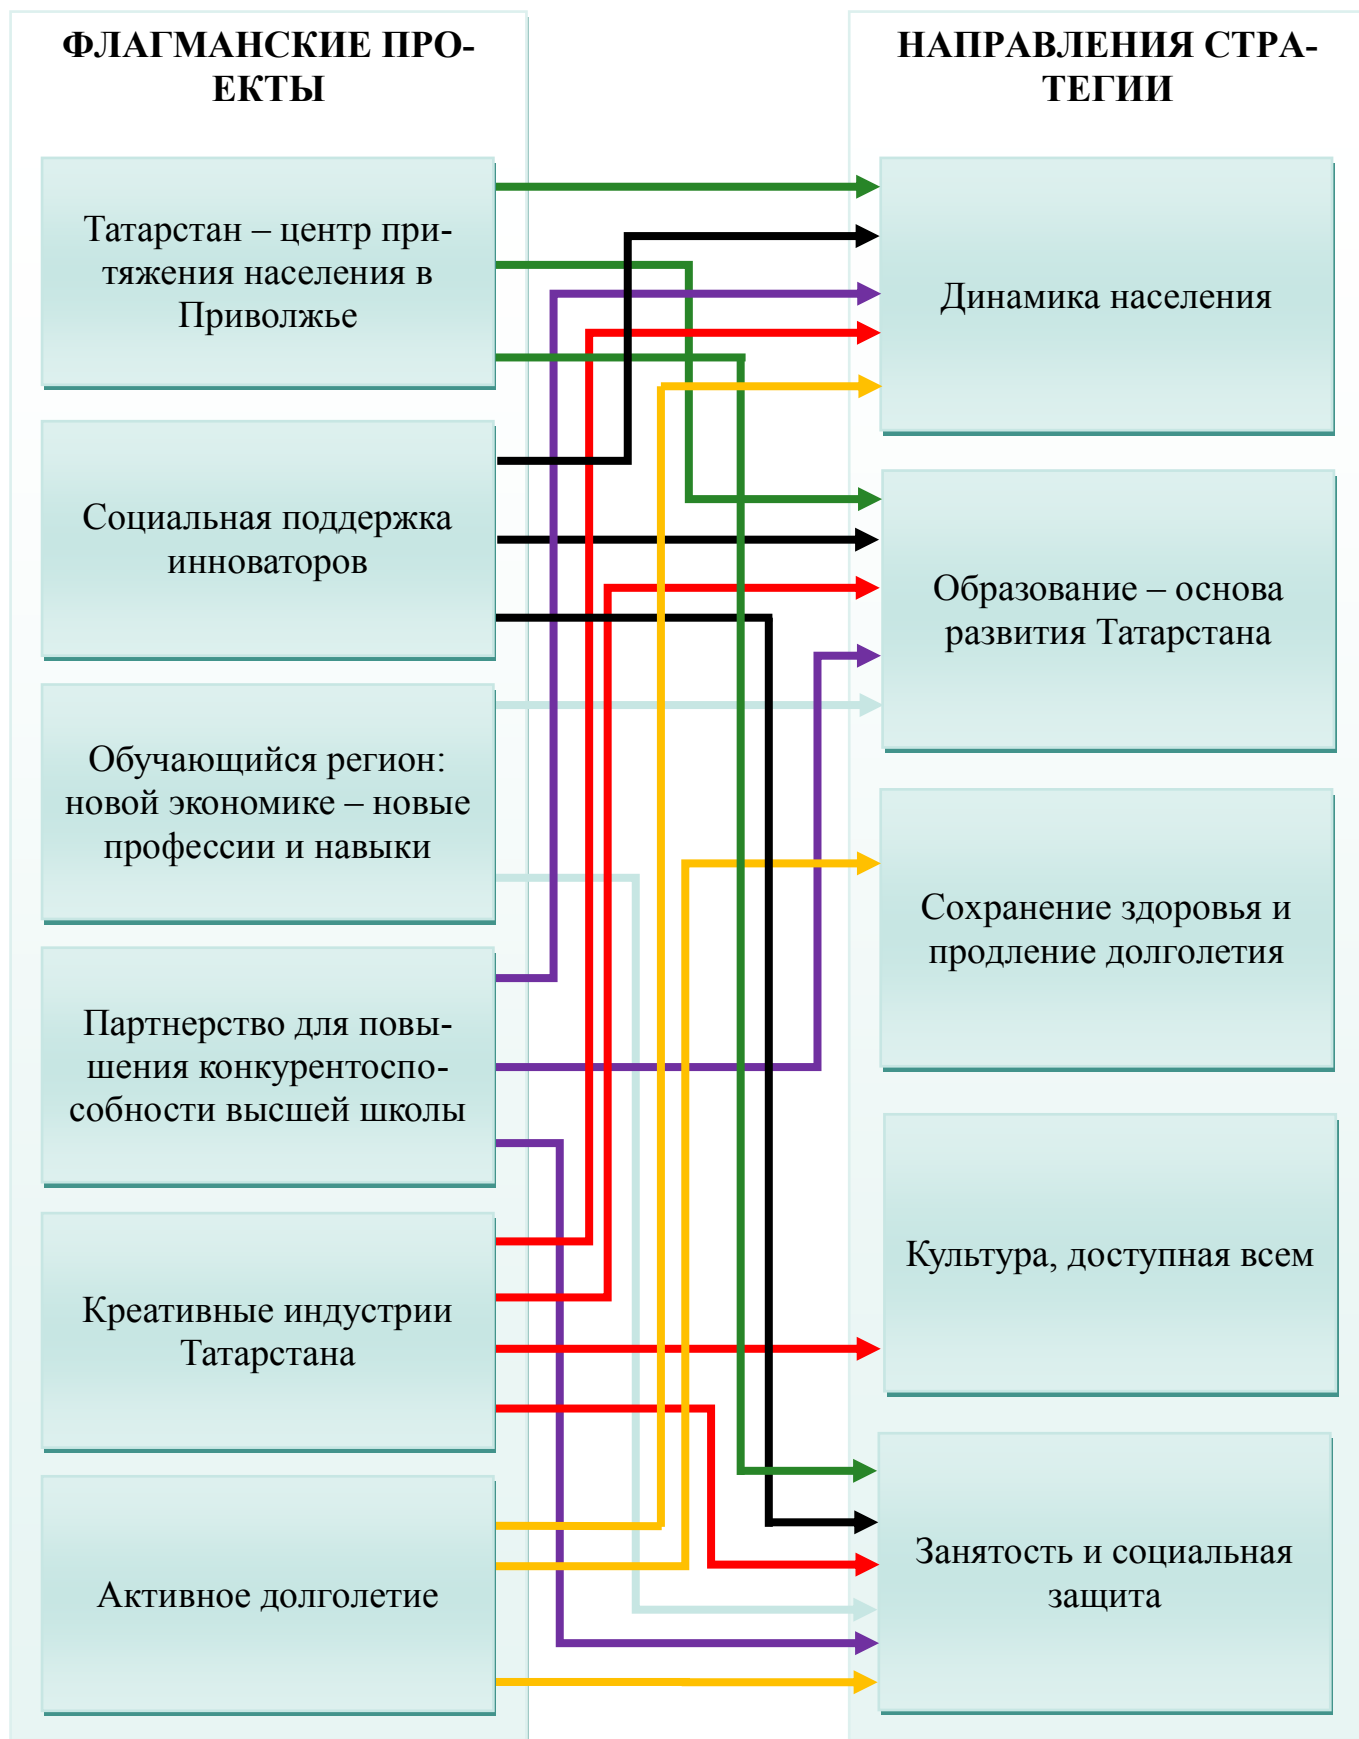 ФЛАГМАНСКИЕ ПРО-
ЕКТЫ
Татарстан – центр при-
тяжения населения в
Приволжье
Социальная поддержка
инноваторов
Обучающийся регион:
новой экономике – новые
профессии и навыки
Партнерство для повы-
шения конкурентоспо-
собности высшей школы
Креативные индустрии
Татарстана
Активное долголетие
НАПРАВЛЕНИЯ СТРА-
ТЕГИИ
Динамика населения
Образование – основа
развития Татарстана
Сохранение здоровья и
продление долголетия
Культура, доступная всем
Занятость и социальная
защита